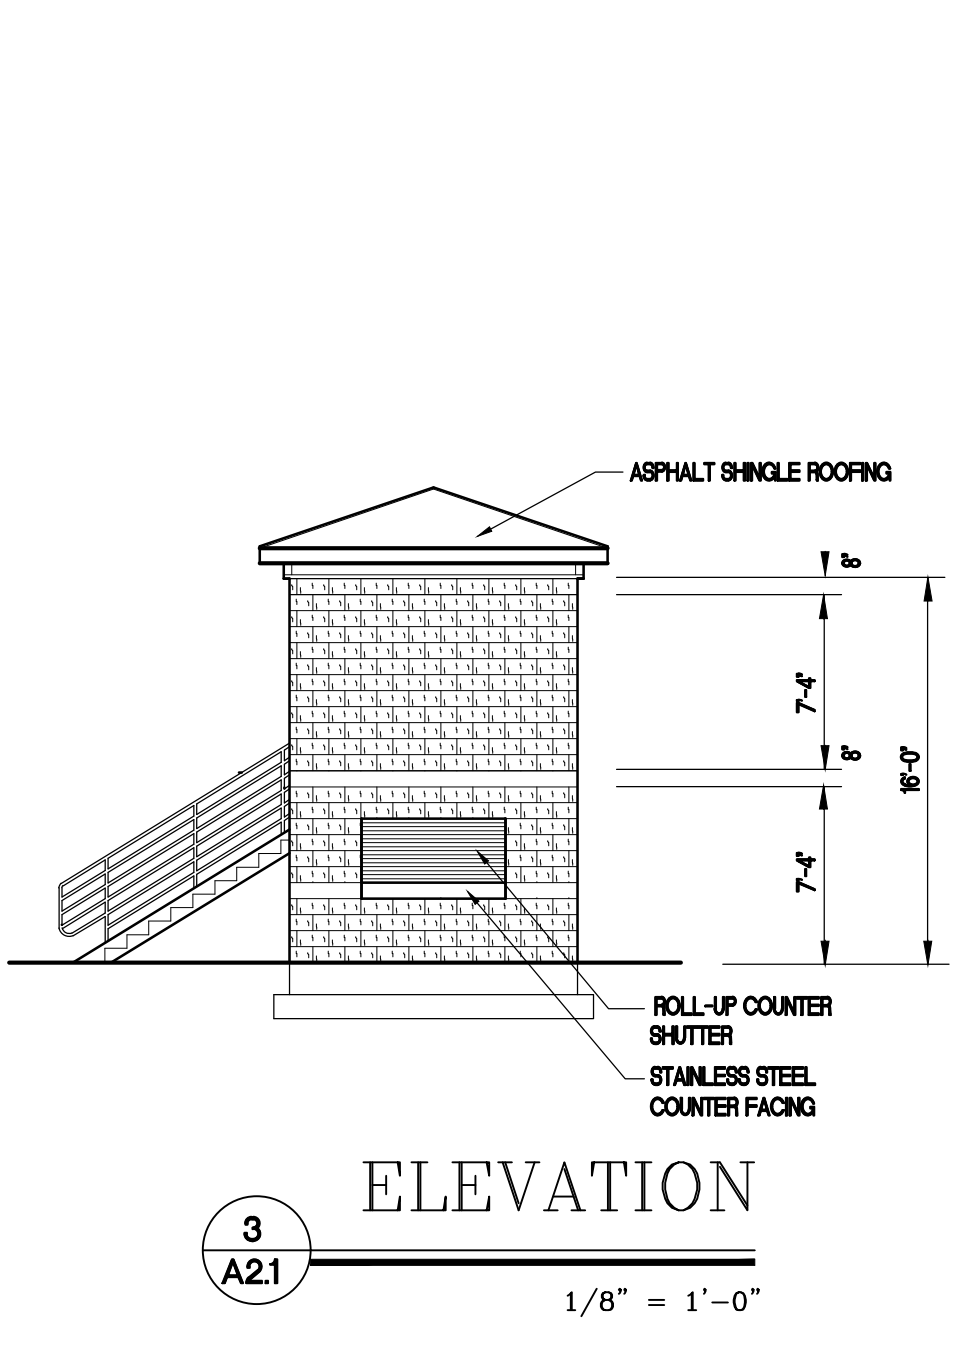 ASPHALT SHINGLE ROOFING
8"
7'-4"
8"
16'-0"
7'-4"
ROLL-UP COUNTER
SHUTTER
STAINLESS STEEL
COUNTER FACING
ELEVATION
3
A2.1
1/8" = 1'-0"